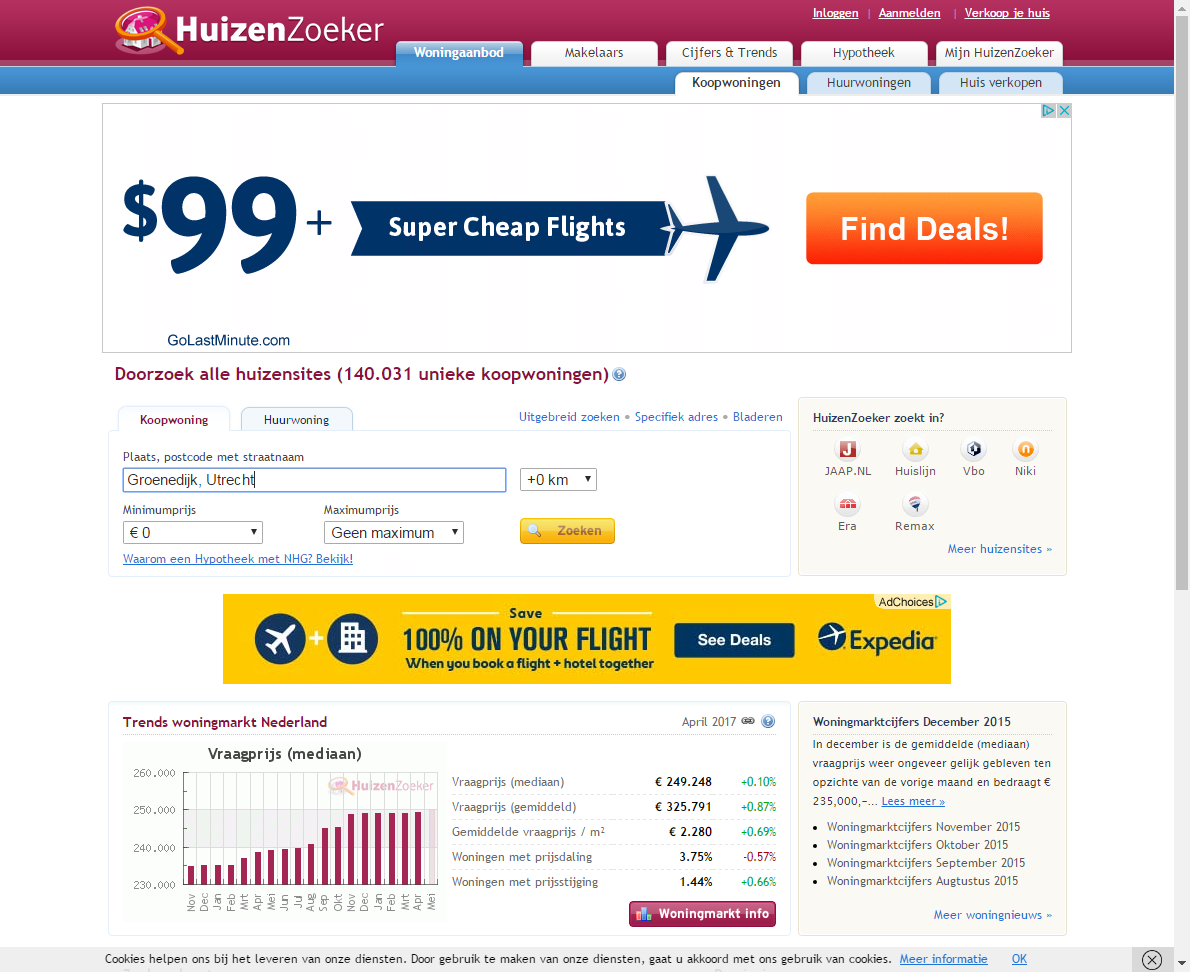 Inloggen | Aanmelden | Verkoop je huis
HuizenZoeker
Woningaanbod Makelaars Cijfers & Trends Hypotheek Mijn HuizenZoeker
Koopwoningen Huurwoningen Huis verkopen
$99+ Super Cheap Flights Find Deals!
GoLastMinute.com
Doorzoek alle huizensites (140.031 unieke koopwoningen)
Koopwoning Huurwoning Uitgebreid zoeken • Specifiek adres • Bladeren
Plaats, postcode met straatnaam
Groenedijk, Utrecht +0 km
Minimumprijs Maximumprijs
€ 0 Geen maximum Zoeken
Waarom een Hypotheek met NHG? Bekijk!
HuizenZoeker zoekt in?
JAAP.NL Huislijn Vbo Niki
Era Remax
Meer huizensites »
AdChoices
Save
100% ON YOUR FLIGHT
When you book a flight + hotel together
See Deals
Expedia
Trends woningmarkt Nederland April 2017
Vraagprijs (mediaan)
HuizenZoeker
260.000
250.000
240.000
230.000
Nov Dec Jan Feb Mrt Apr Mei Jun Jul Aug Sep Okt Nov Dec Jan Feb Mrt Apr Mei
Vraagprijs (mediaan) € 249.248 +0.10%
Vraagprijs (gemiddeld) € 325.791 +0.87%
Gemiddelde vraagprijs / m² € 2.280 +0.69%
Woningen met prijsdaling 3.75% -0.57%
Woningen met prijsstijging 1.44% +0.66%
Woningmarkt info
Woningmarktcijfers December 2015
In december is de gemiddelde (mediaan)
vraagprijs weer ongeveer gelijk gebleven ten
opzichte van de vorige maand en bedraagt €
235,000,-... Lees meer »
• Woningmarktcijfers November 2015
• Woningmarktcijfers Oktober 2015
• Woningmarktcijfers September 2015
• Woningmarktcijfers Augtustus 2015
Meer woningnieuws »
Cookies helpen ons bij het leveren van onze diensten. Door gebruik te maken van onze diensten, gaat u akkoord met ons gebruik van cookies. Meer informatie OK